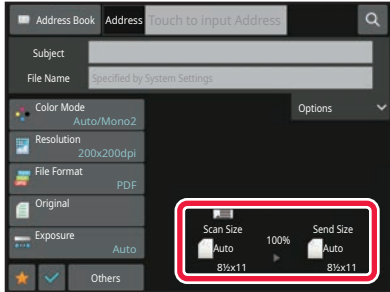 Address Book Address Touch to input Address
Subject
File Name Specified by System Settings
Color Mode
Auto/Mono2
Options
Resolution
200x200dpi
File Format
PDF
Original
Scan Size 100% Send Size
Auto Auto
8½x11 8½x11
Exposure
Auto
Others